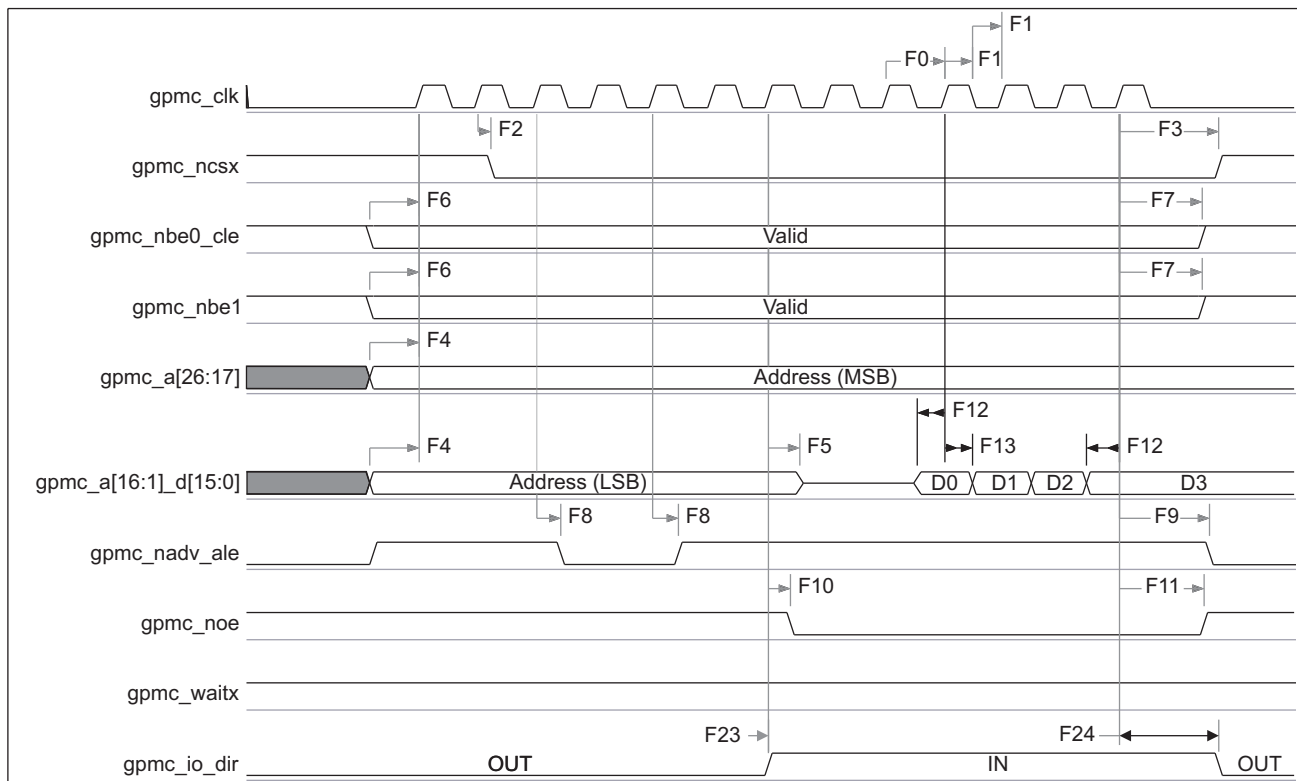 F1
F0 F1
gpmc_clk
F2 F3
gpmc_ncsx
F6 F7
gpmc_nbe0_cle Valid
F6 F7
gpmc_nbe1 Valid
F4
gpmc_a[26:17] Address (MSB)
F12
F4 F5 F13 F12
gpmc_a[16:1]_d[15:0] Address (LSB) D0 D1 D2 D3
F8 F8 F9
gpmc_nadv_ale
F10 F11
gpmc_noe
gpmc_waitx
F23 F24
gpmc_io_dir OUT IN OUT